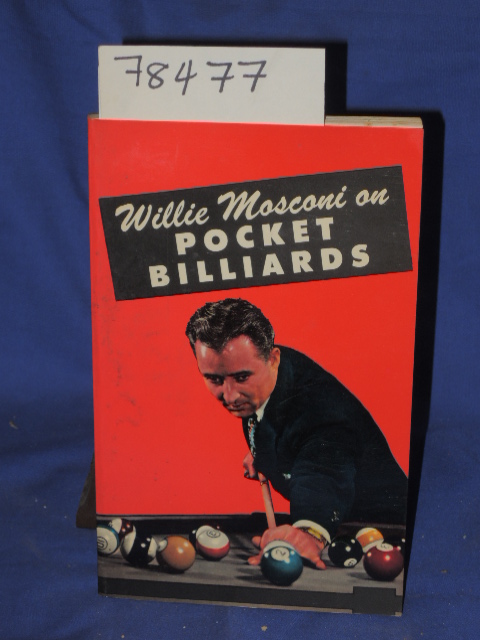 78477
Willie Mosconi on
POCKET
BILLIARDS